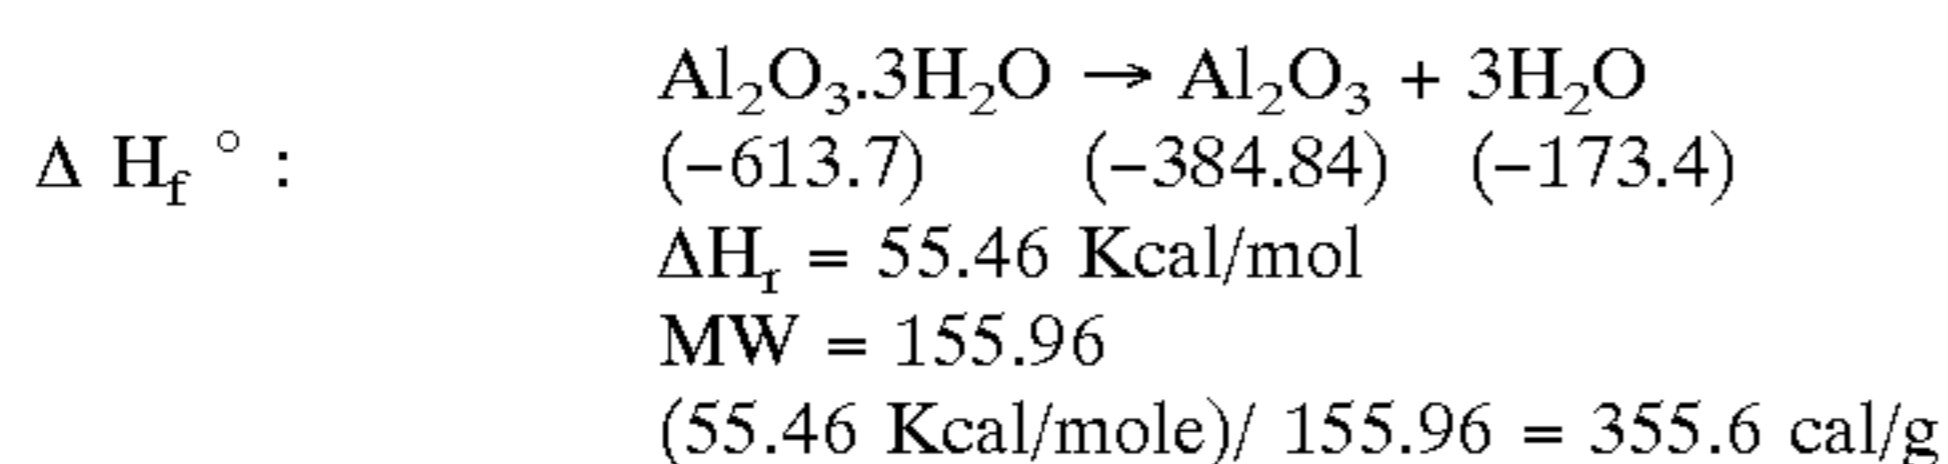 Al₂O₃.3H₂O → Al₂O₃ + 3H₂O
Δ H_f ° : (−613.7) (−384.84) (−173.4)
ΔH_r = 55.46 Kcal/mol
MW = 155.96
(55.46 Kcal/mole)/ 155.96 = 355.6 cal/g